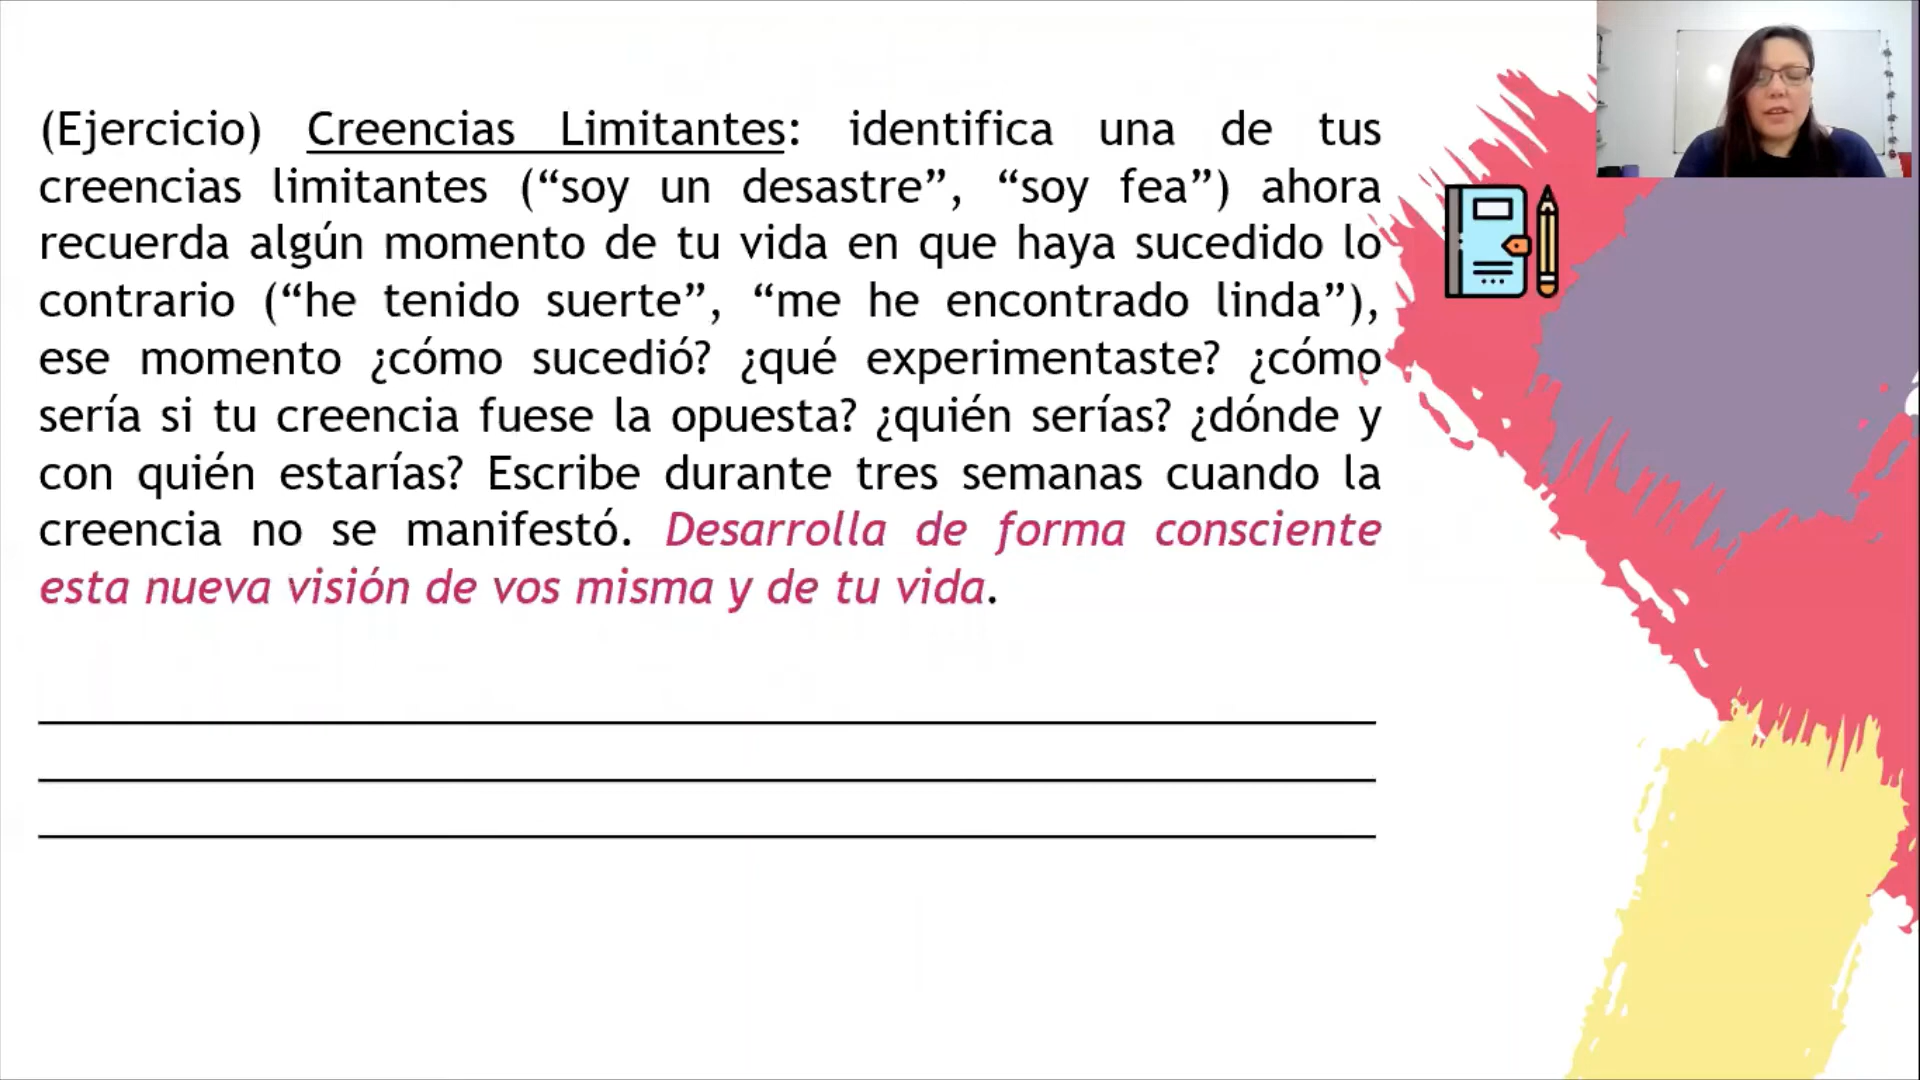 (Ejercicio) Creencias Limitantes: identifica una de tus
creencias limitantes (“soy un desastre”, “soy fea”) ahora
recuerda algún momento de tu vida en que haya sucedido lo
contrario (“he tenido suerte”, “me he encontrado linda”),
ese momento ¿cómo sucedió? ¿qué experimentaste? ¿cómo
sería si tu creencia fuese la opuesta? ¿quién serías? ¿dónde y
con quién estarías? Escribe durante tres semanas cuando la
creencia no se manifestó. Desarrolla de forma consciente
esta nueva visión de vos misma y de tu vida.